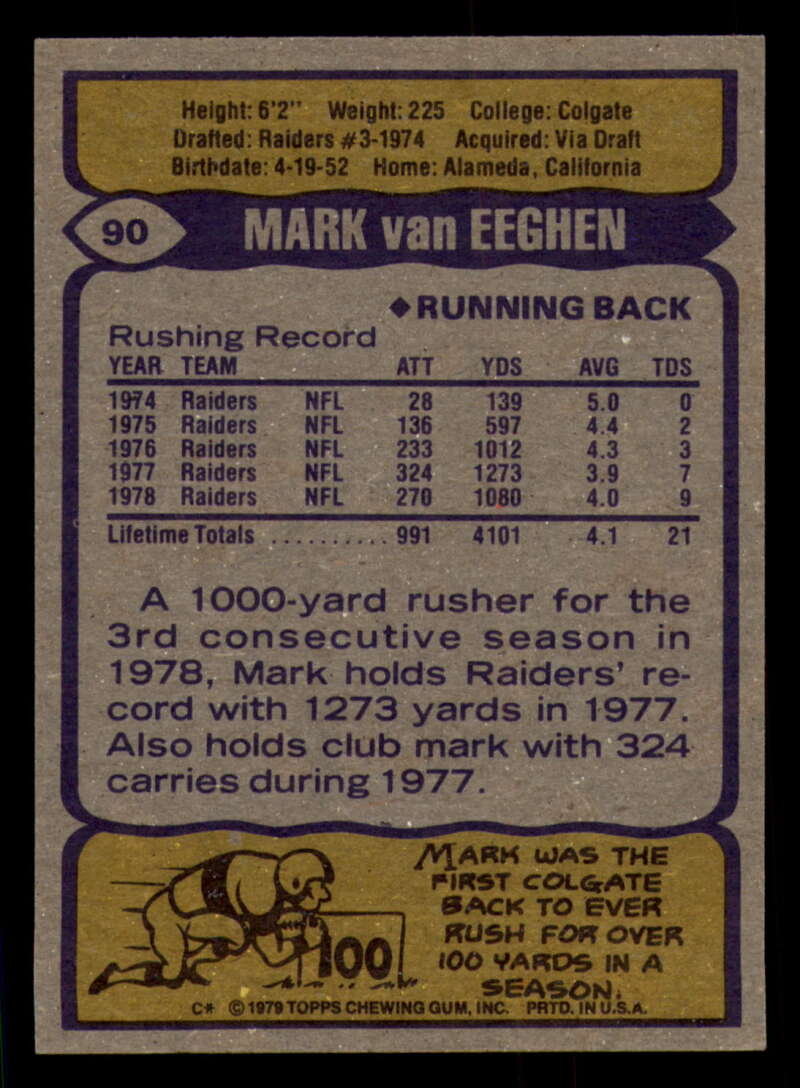 Height: 6'2" Weight: 225 College: Colgate
Drafted: Raiders #3-1974 Acquired: Via Draft
Birthdate: 4-19-52 Home: Alameda, California
90 MARK van EEGHEN
◆RUNNING BACK
Rushing Record
YEAR TEAM ATT YDS AVG TDS
1974 Raiders NFL 28 139 5.0 0
1975 Raiders NFL 136 597 4.4 2
1976 Raiders NFL 233 1012 4.3 3
1977 Raiders NFL 324 1273 3.9 7
1978 Raiders NFL 270 1080 4.0 9
Lifetime Totals .......... 991 4101 4.1 21
A 1000-yard rusher for the
3rd consecutive season in
1978, Mark holds Raiders' re-
cord with 1273 yards in 1977.
Also holds club mark with 324
carries during 1977.
MARK WAS THE
FIRST COLGATE
BACK TO EVER
RUSH FOR OVER
100 YARDS IN A
SEASON.
100
C* © 1979 TOPPS CHEWING GUM, INC. PRTD. IN U.S.A.